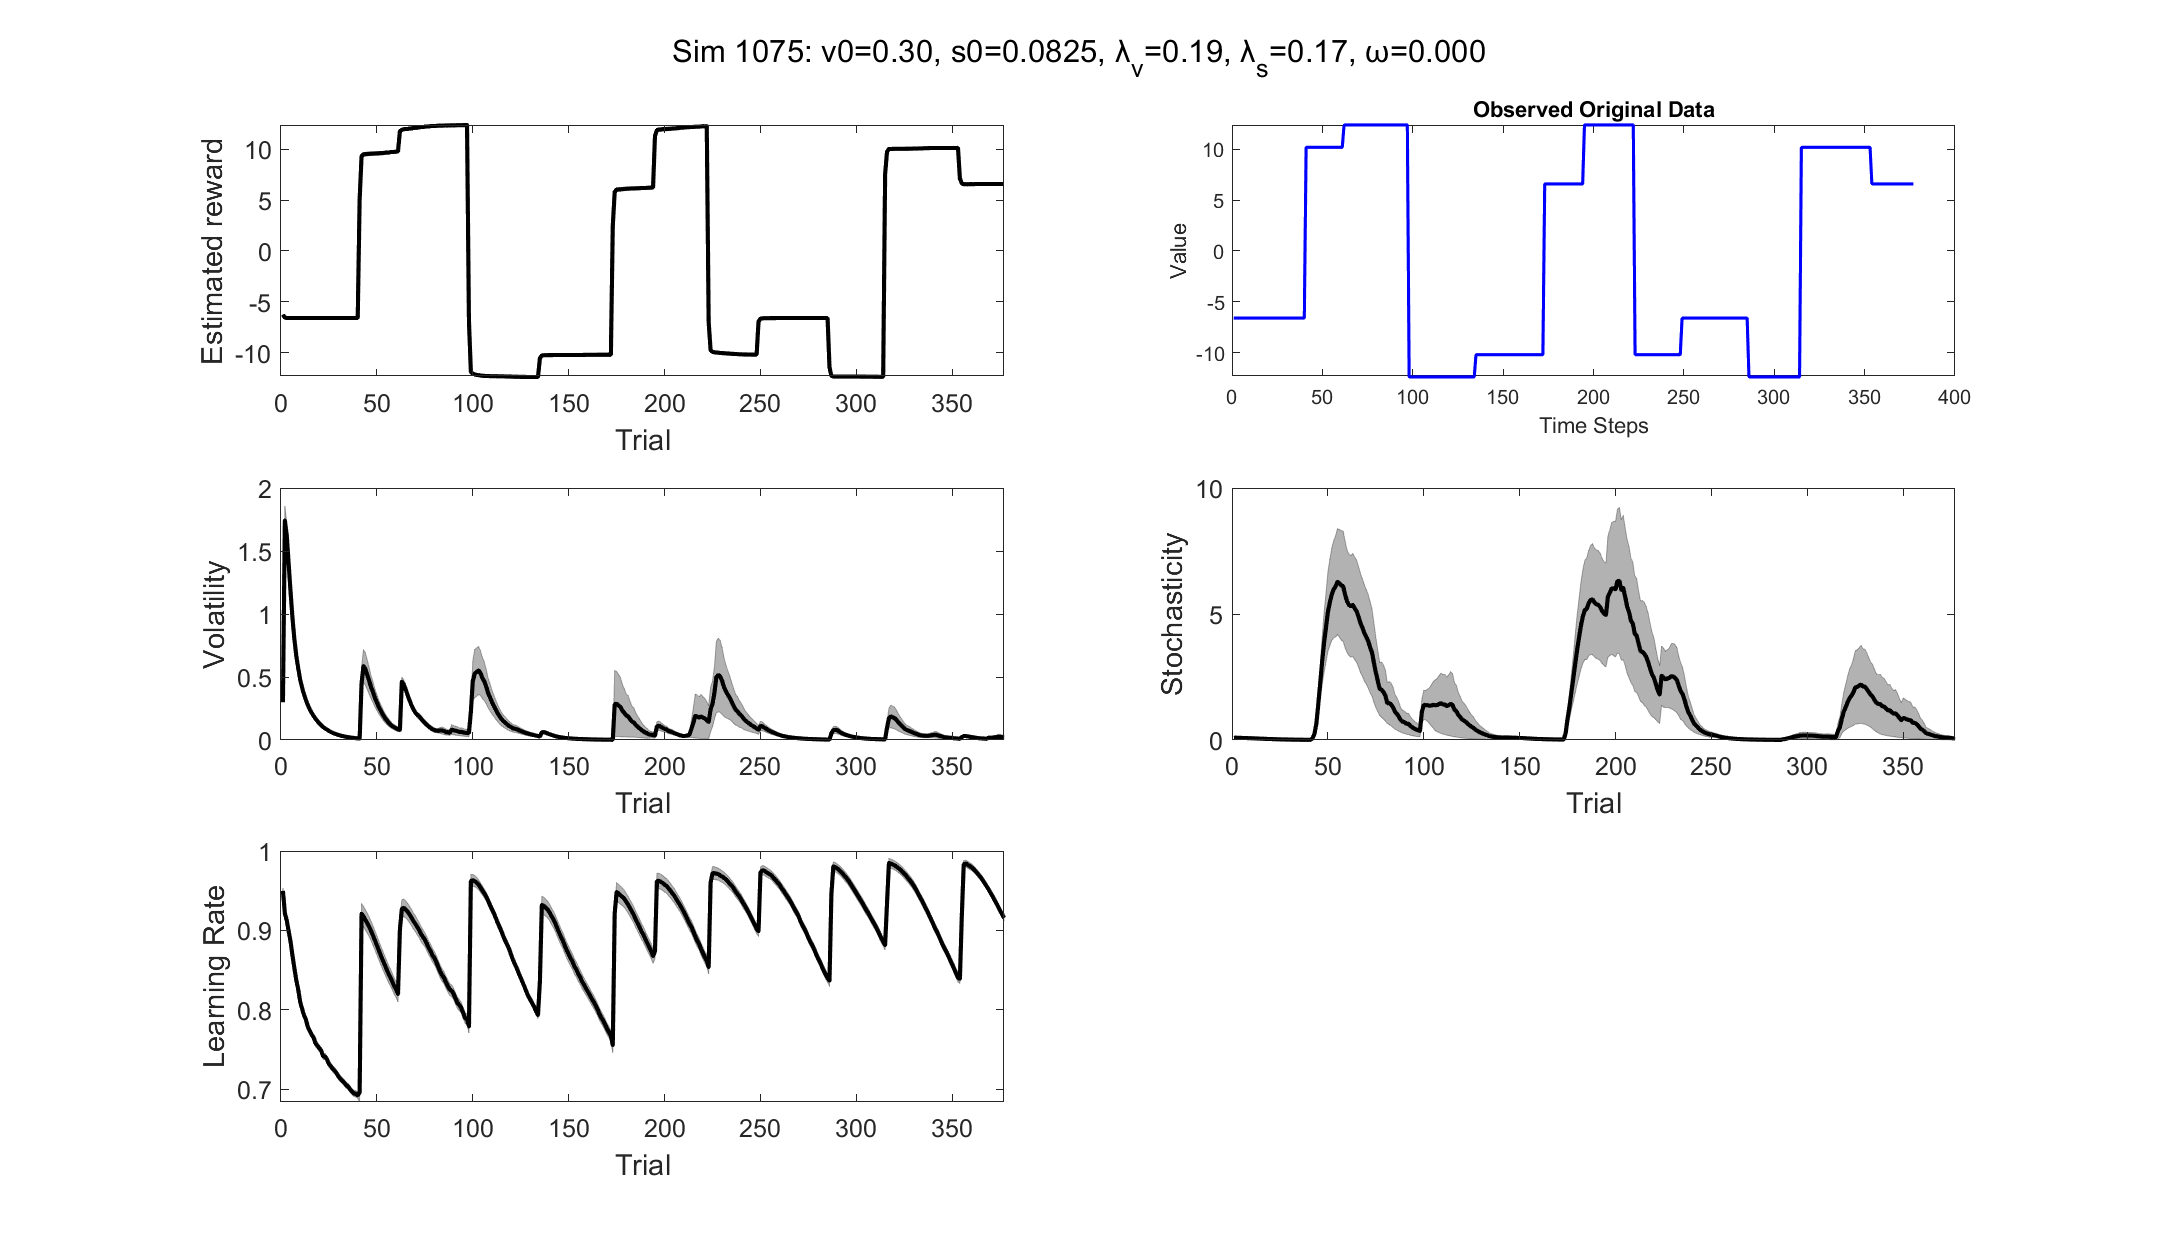 Sim 1075: v0=0.30, s0=0.0825, λv=0.19, λs=0.17, ω=0.000
Estimated reward
10
5
0
-5
-10
0 50 100 150 200 250 300 350
Trial
Observed Original Data
Value
10
5
0
-5
-10
0 50 100 150 200 250 300 350 400
Time Steps
Volatility
2
1.5
1
0.5
0
0 50 100 150 200 250 300 350
Trial
Stochasticity
10
5
0
0 50 100 150 200 250 300 350
Trial
Learning Rate
1
0.9
0.8
0.7
0 50 100 150 200 250 300 350
Trial